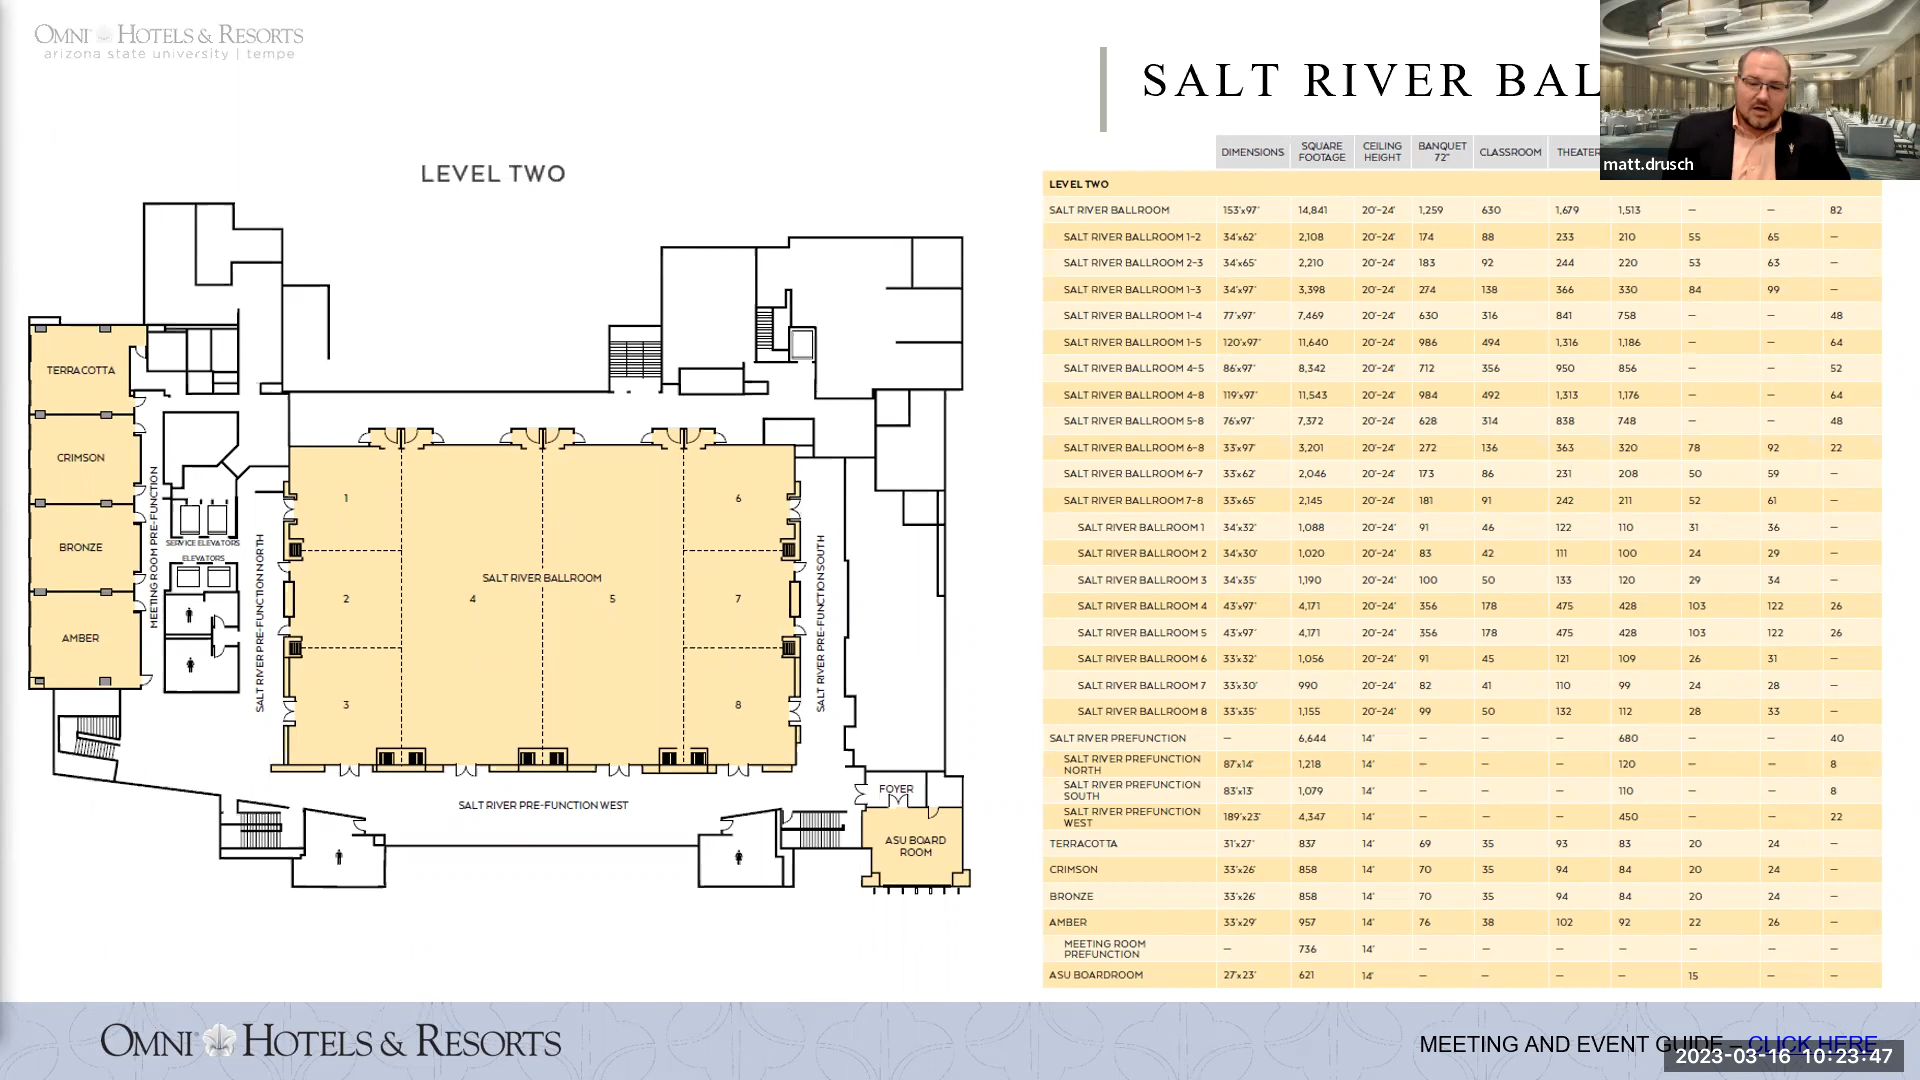 OMNI HOTELS & RESORTS
arizona state university | tempe
SALT RIVER BAL
matt.drusch
LEVEL TWO
TERRACOTTA
CRIMSON
BRONZE
AMBER
MEETING ROOM PRE-FUNCTION
SERVICE ELEVATORS
ELEVATORS
SALT RIVER PRE-FUNCTION NORTH
1
2
3
SALT RIVER BALLROOM
4
5
6
7
8
SALT RIVER PRE-FUNCTION SOUTH
SALT RIVER PRE-FUNCTION WEST
FOYER
ASU BOARD
ROOM
DIMENSIONS SQUARE FOOTAGE CEILING HEIGHT BANQUET 72" CLASSROOM THEATER
LEVEL TWO
SALT RIVER BALLROOM 153'x97' 14,841 20'-24' 1,259 630 1,679 1,513 — — 82
SALT RIVER BALLROOM 1-2 34'x62' 2,108 20'-24' 174 88 233 210 55 65 —
SALT RIVER BALLROOM 2-3 34'x65' 2,210 20'-24' 183 92 244 220 53 63 —
SALT RIVER BALLROOM 1-3 34'x97' 3,398 20'-24' 274 138 366 330 84 99 —
SALT RIVER BALLROOM 1-4 77'x97' 7,469 20'-24' 630 316 841 758 — — 48
SALT RIVER BALLROOM 1-5 120'x97' 11,640 20'-24' 986 494 1,316 1,186 — — 64
SALT RIVER BALLROOM 4-5 86'x97' 8,342 20'-24' 712 356 950 856 — — 52
SALT RIVER BALLROOM 4-8 119'x97' 11,543 20'-24' 984 492 1,313 1,176 — — 64
SALT RIVER BALLROOM 5-8 76'x97' 7,372 20'-24' 628 314 838 748 — — 48
SALT RIVER BALLROOM 6-8 33'x97' 3,201 20'-24' 272 136 363 320 78 92 22
SALT RIVER BALLROOM 6-7 33'x62' 2,046 20'-24' 173 86 231 208 50 59 —
SALT RIVER BALLROOM 7-8 33'x65' 2,145 20'-24' 181 91 242 211 52 61 —
SALT RIVER BALLROOM 1 34'x32' 1,088 20'-24' 91 46 122 110 31 36 —
SALT RIVER BALLROOM 2 34'x30' 1,020 20'-24' 83 42 111 100 24 29 —
SALT RIVER BALLROOM 3 34'x35' 1,190 20'-24' 100 50 133 120 29 34 —
SALT RIVER BALLROOM 4 43'x97' 4,171 20'-24' 356 178 475 428 103 122 26
SALT RIVER BALLROOM 5 43'x97' 4,171 20'-24' 356 178 475 428 103 122 26
SALT RIVER BALLROOM 6 33'x32' 1,056 20'-24' 91 45 121 109 26 31 —
SALT RIVER BALLROOM 7 33'x30' 990 20'-24' 82 41 110 99 24 28 —
SALT RIVER BALLROOM 8 33'x35' 1,155 20'-24' 99 50 132 112 28 33 —
SALT RIVER PREFUNCTION — 6,644 14' — — — 680 — — 40
SALT RIVER PREFUNCTION NORTH 87'x14' 1,218 14' — — — 120 — — 8
SALT RIVER PREFUNCTION SOUTH 83'x13' 1,079 14' — — — 110 — — 8
SALT RIVER PREFUNCTION WEST 189'x23' 4,347 14' — — — 450 — — 22
TERRACOTTA 31'x27' 837 14' 69 35 93 83 20 24 —
CRIMSON 33'x26' 858 14' 70 35 94 84 20 24 —
BRONZE 33'x26' 858 14' 70 35 94 84 20 24 —
AMBER 33'x29' 957 14' 76 38 102 92 22 26 —
MEETING ROOM PREFUNCTION — 736 14' — — — — — — —
ASU BOARDROOM 27'x23' 621 14' — — — — 15 — —
OMNI HOTELS & RESORTS
MEETING AND EVENT GUIDE – CLICK HERE
2023-03-16 10:23:47